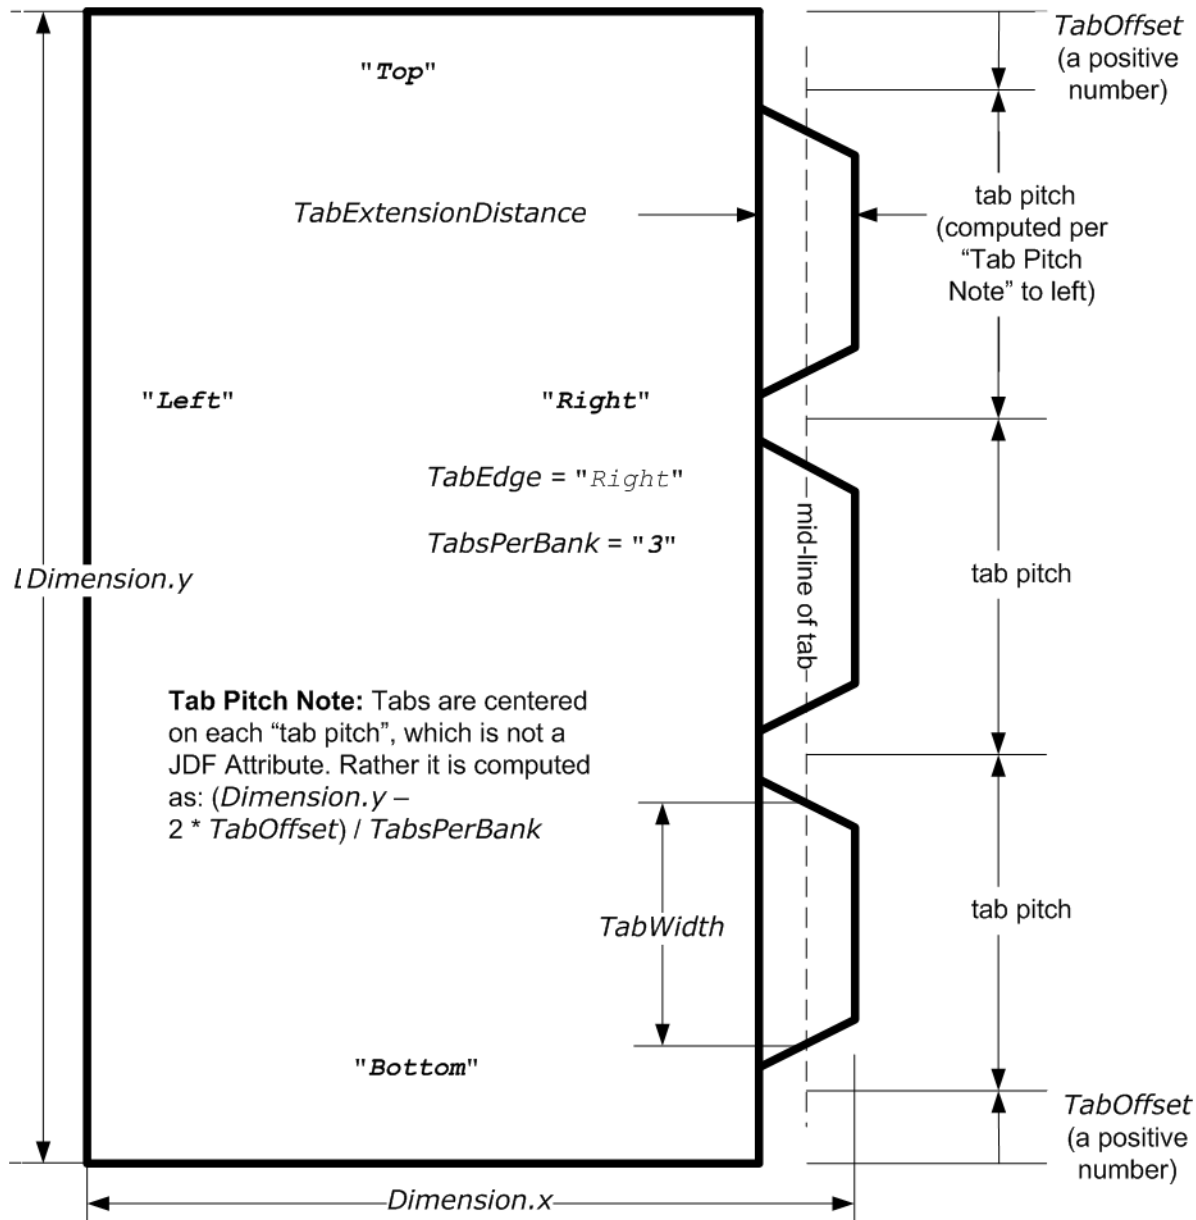 TabOffset
(a positive
number)
"Top"
tab pitch
(computed per
“Tab Pitch
Note” to left)
TabExtensionDistance
"Left"
"Right"
TabEdge = "Right"
TabsPerBank = "3"
mid-line of tab
Dimension.y
tab pitch
Tab Pitch Note: Tabs are centered
on each “tab pitch”, which is not a
JDF Attribute. Rather it is computed
as: (Dimension.y –
2 * TabOffset) / TabsPerBank
TabWidth
tab pitch
"Bottom"
TabOffset
(a positive
number)
Dimension.x